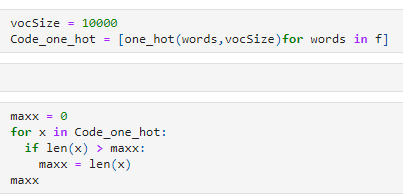 vocSize = 10000
Code_one_hot = [one_hot(words,vocSize)for words in f]
maxx = 0
for x in Code_one_hot:
  if len(x) > maxx:
    maxx = len(x)
maxx